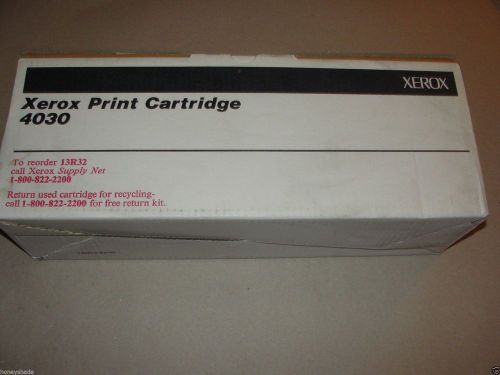 XEROX
Xerox Print Cartridge
4030
To reorder 13R32
call Xerox Supply Net
1-800-822-2200
Return used cartridge for recycling-
call 1-800-822-2200 for free return kit.
honeyshade